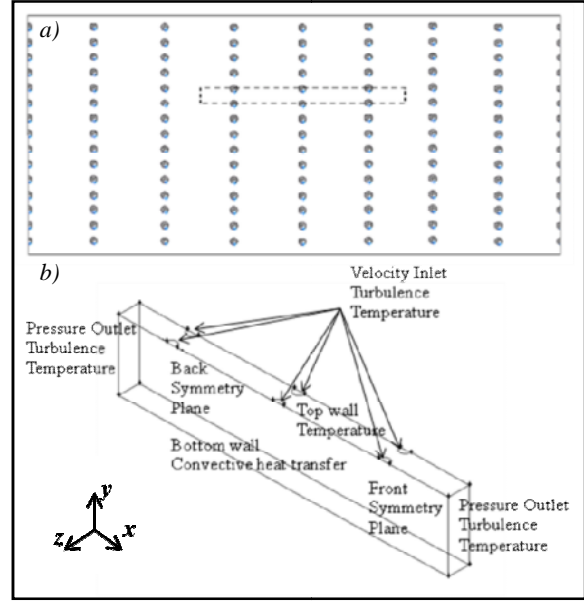 a)
b)
Velocity Inlet
Turbulence
Temperature
Pressure Outlet
Turbulence
Temperature
Back
Symmetry
Plane
Top wall
Temperature
Bottom wall
Convective heat transfer
Front
Symmetry
Plane
Pressure Outlet
Turbulence
Temperature
y
z
x